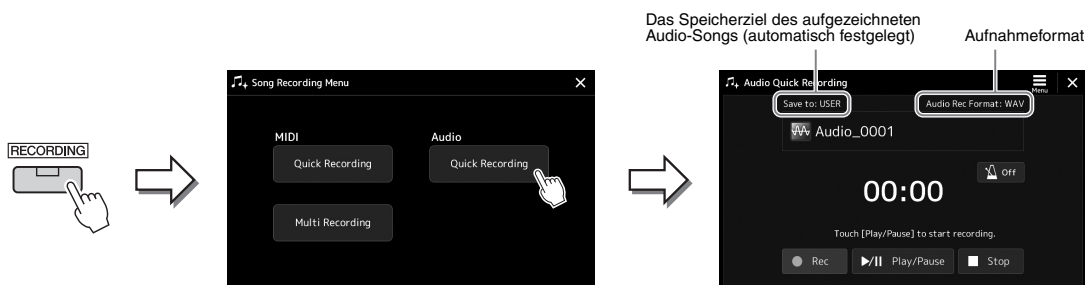 Das Speicherziel des aufgezeichneten
Audio-Songs (automatisch festgelegt)
Aufnahmeformat
RECORDING
Song Recording Menu
MIDI
Audio
Quick Recording
Quick Recording
Multi Recording
Audio Quick Recording
Menu
Save to: USER
Audio Rec Format: WAV
Audio_0001
Off
00:00
Touch [Play/Pause] to start recording.
Rec
Play/Pause
Stop